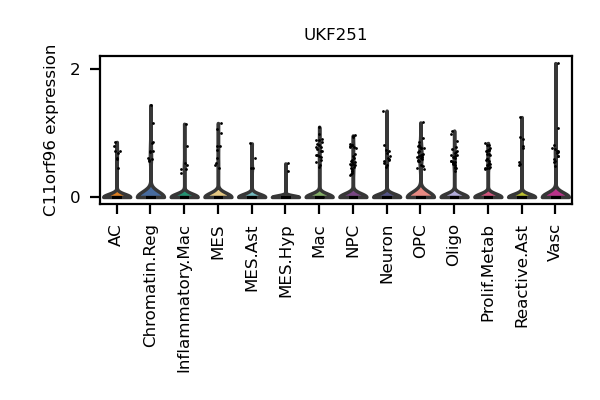 UKF251
C11orf96 expression
2
0
AC
Chromatin.Reg
Inflammatory.Mac
MES
MES.Ast
MES.Hyp
Mac
NPC
Neuron
OPC
Oligo
Prolif.Metab
Reactive.Ast
Vasc